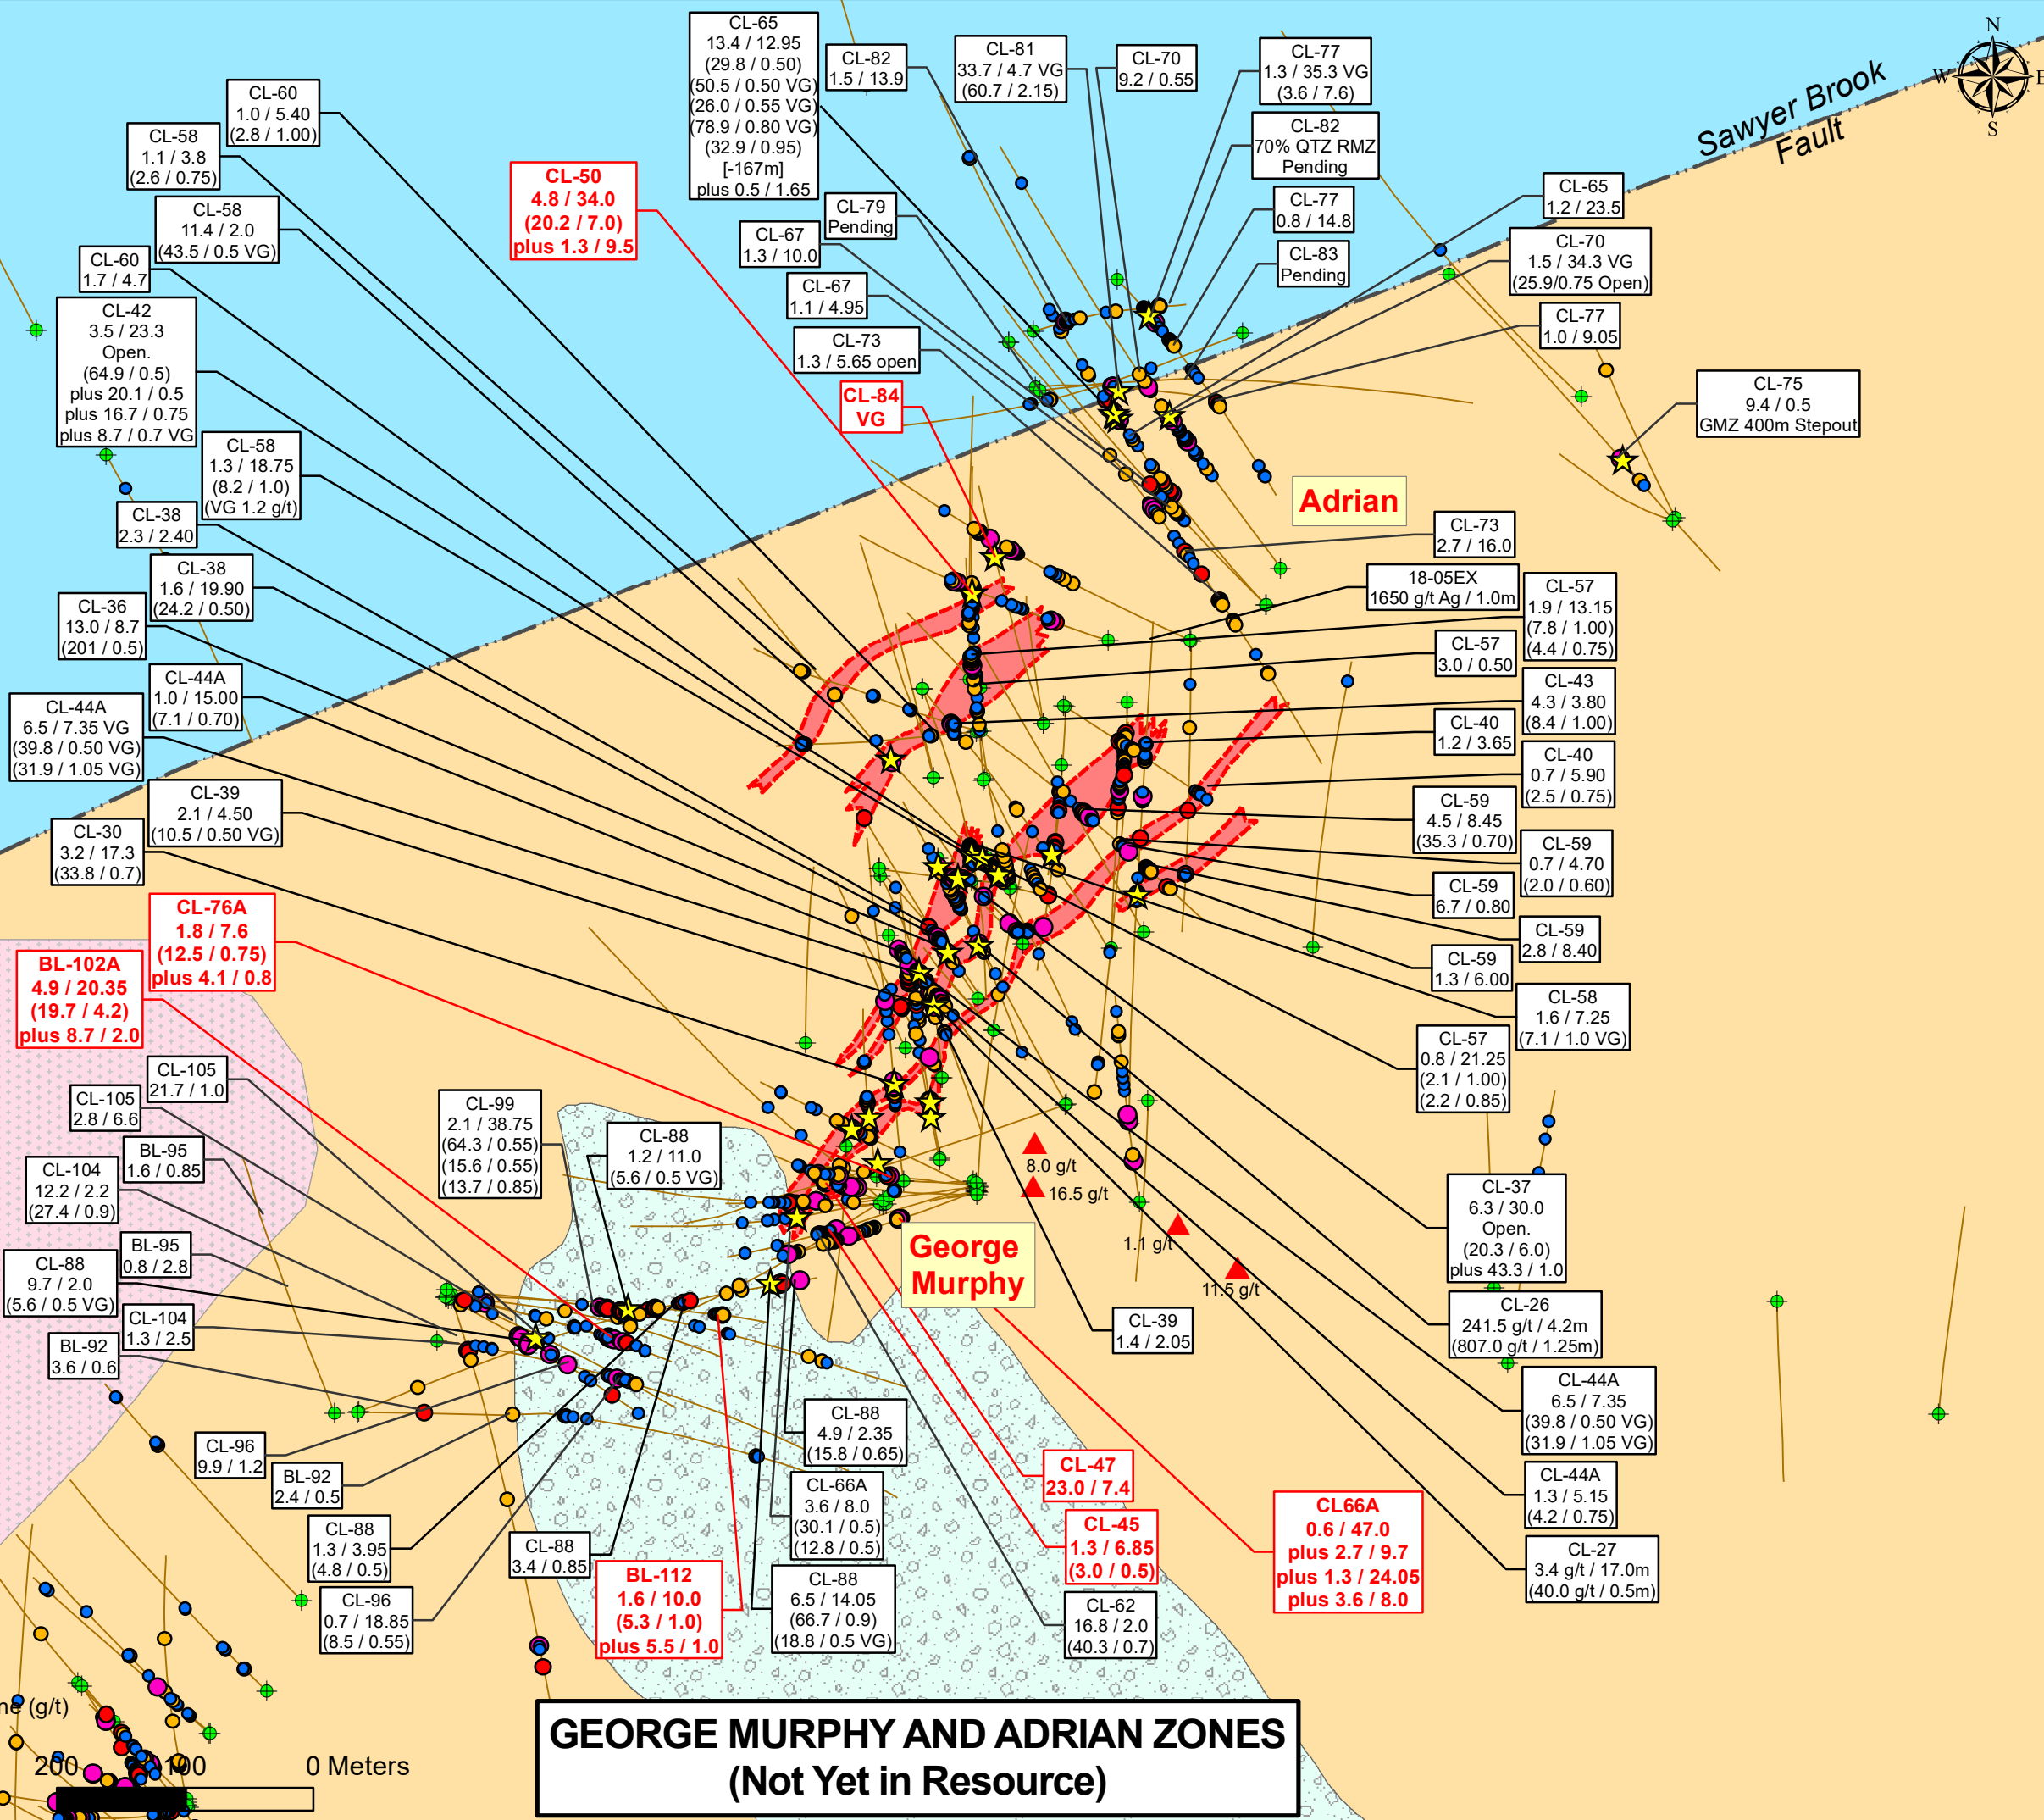 CL-65
13.4 / 12.95
(29.8 / 0.50)
(50.5 / 0.50 VG)
(26.0 / 0.55 VG)
(78.9 / 0.80 VG)
(32.9 / 0.95)
[-167m]
plus 0.5 / 1.65
CL-82
1.5 / 13.9
CL-81
33.7 / 4.7 VG
(60.7 / 2.15)
CL-70
9.2 / 0.55
CL-77
1.3 / 35.3 VG
(3.6 / 7.6)
N
W
E
S
Sawyer Brook
Fault
CL-60
1.0 / 5.40
(2.8 / 1.00)
CL-58
1.1 / 3.8
(2.6 / 0.75)
CL-82
70% QTZ RMZ
Pending
CL-50
4.8 / 34.0
(20.2 / 7.0)
plus 1.3 / 9.5
CL-79
Pending
CL-77
0.8 / 14.8
CL-65
1.2 / 23.5
CL-58
11.4 / 2.0
(43.5 / 0.5 VG)
CL-67
1.3 / 10.0
CL-83
Pending
CL-70
1.5 / 34.3 VG
(25.9/0.75 Open)
CL-60
1.7 / 4.7
CL-67
1.1 / 4.95
CL-77
1.0 / 9.05
CL-42
3.5 / 23.3
Open.
(64.9 / 0.5)
plus 20.1 / 0.5
plus 16.7 / 0.75
plus 8.7 / 0.7 VG
CL-73
1.3 / 5.65 open
CL-84
VG
CL-75
9.4 / 0.5
GMZ 400m Stepout
CL-58
1.3 / 18.75
(8.2 / 1.0)
(VG 1.2 g/t)
Adrian
CL-38
2.3 / 2.40
CL-73
2.7 / 16.0
CL-38
1.6 / 19.90
(24.2 / 0.50)
18-05EX
1650 g/t Ag / 1.0m
CL-57
1.9 / 13.15
(7.8 / 1.00)
(4.4 / 0.75)
CL-36
13.0 / 8.7
(201 / 0.5)
CL-57
3.0 / 0.50
CL-44A
1.0 / 15.00
(7.1 / 0.70)
CL-43
4.3 / 3.80
(8.4 / 1.00)
CL-44A
6.5 / 7.35 VG
(39.8 / 0.50 VG)
(31.9 / 1.05 VG)
CL-40
1.2 / 3.65
CL-40
0.7 / 5.90
(2.5 / 0.75)
CL-39
2.1 / 4.50
(10.5 / 0.50 VG)
CL-59
4.5 / 8.45
(35.3 / 0.70)
CL-30
3.2 / 17.3
(33.8 / 0.7)
CL-59
0.7 / 4.70
(2.0 / 0.60)
CL-59
6.7 / 0.80
CL-76A
1.8 / 7.6
(12.5 / 0.75)
plus 4.1 / 0.8
CL-59
2.8 / 8.40
CL-59
1.3 / 6.00
BL-102A
4.9 / 20.35
(19.7 / 4.2)
plus 8.7 / 2.0
CL-58
1.6 / 7.25
(7.1 / 1.0 VG)
CL-57
0.8 / 21.25
(2.1 / 1.00)
(2.2 / 0.85)
CL-105
21.7 / 1.0
CL-105
2.8 / 6.6
CL-99
2.1 / 38.75
(64.3 / 0.55)
(15.6 / 0.55)
(13.7 / 0.85)
CL-88
1.2 / 11.0
(5.6 / 0.5 VG)
BL-95
1.6 / 0.85
8.0 g/t
16.5 g/t
1.1 g/t
11.5 g/t
CL-104
12.2 / 2.2
(27.4 / 0.9)
CL-37
6.3 / 30.0
Open.
(20.3 / 6.0)
plus 43.3 / 1.0
George
Murphy
BL-95
0.8 / 2.8
CL-88
9.7 / 2.0
(5.6 / 0.5 VG)
CL-104
1.3 / 2.5
CL-39
1.4 / 2.05
CL-26
241.5 g/t / 4.2m
(807.0 g/t / 1.25m)
BL-92
3.6 / 0.6
CL-44A
6.5 / 7.35
(39.8 / 0.50 VG)
(31.9 / 1.05 VG)
CL-88
4.9 / 2.35
(15.8 / 0.65)
CL-96
9.9 / 1.2
CL-47
23.0 / 7.4
BL-92
2.4 / 0.5
CL-44A
1.3 / 5.15
(4.2 / 0.75)
CL-66A
3.6 / 8.0
(30.1 / 0.5)
(12.8 / 0.5)
CL66A
0.6 / 47.0
plus 2.7 / 9.7
plus 1.3 / 24.05
plus 3.6 / 8.0
CL-45
1.3 / 6.85
(3.0 / 0.5)
CL-88
1.3 / 3.95
(4.8 / 0.5)
CL-88
3.4 / 0.85
CL-27
3.4 g/t / 17.0m
(40.0 g/t / 0.5m)
BL-112
1.6 / 10.0
(5.3 / 1.0)
plus 5.5 / 1.0
CL-88
6.5 / 14.05
(66.7 / 0.9)
(18.8 / 0.5 VG)
CL-96
0.7 / 18.85
(8.5 / 0.55)
CL-62
16.8 / 2.0
(40.3 / 0.7)
ne (g/t)
200 100 0 Meters
GEORGE MURPHY AND ADRIAN ZONES
(Not Yet in Resource)